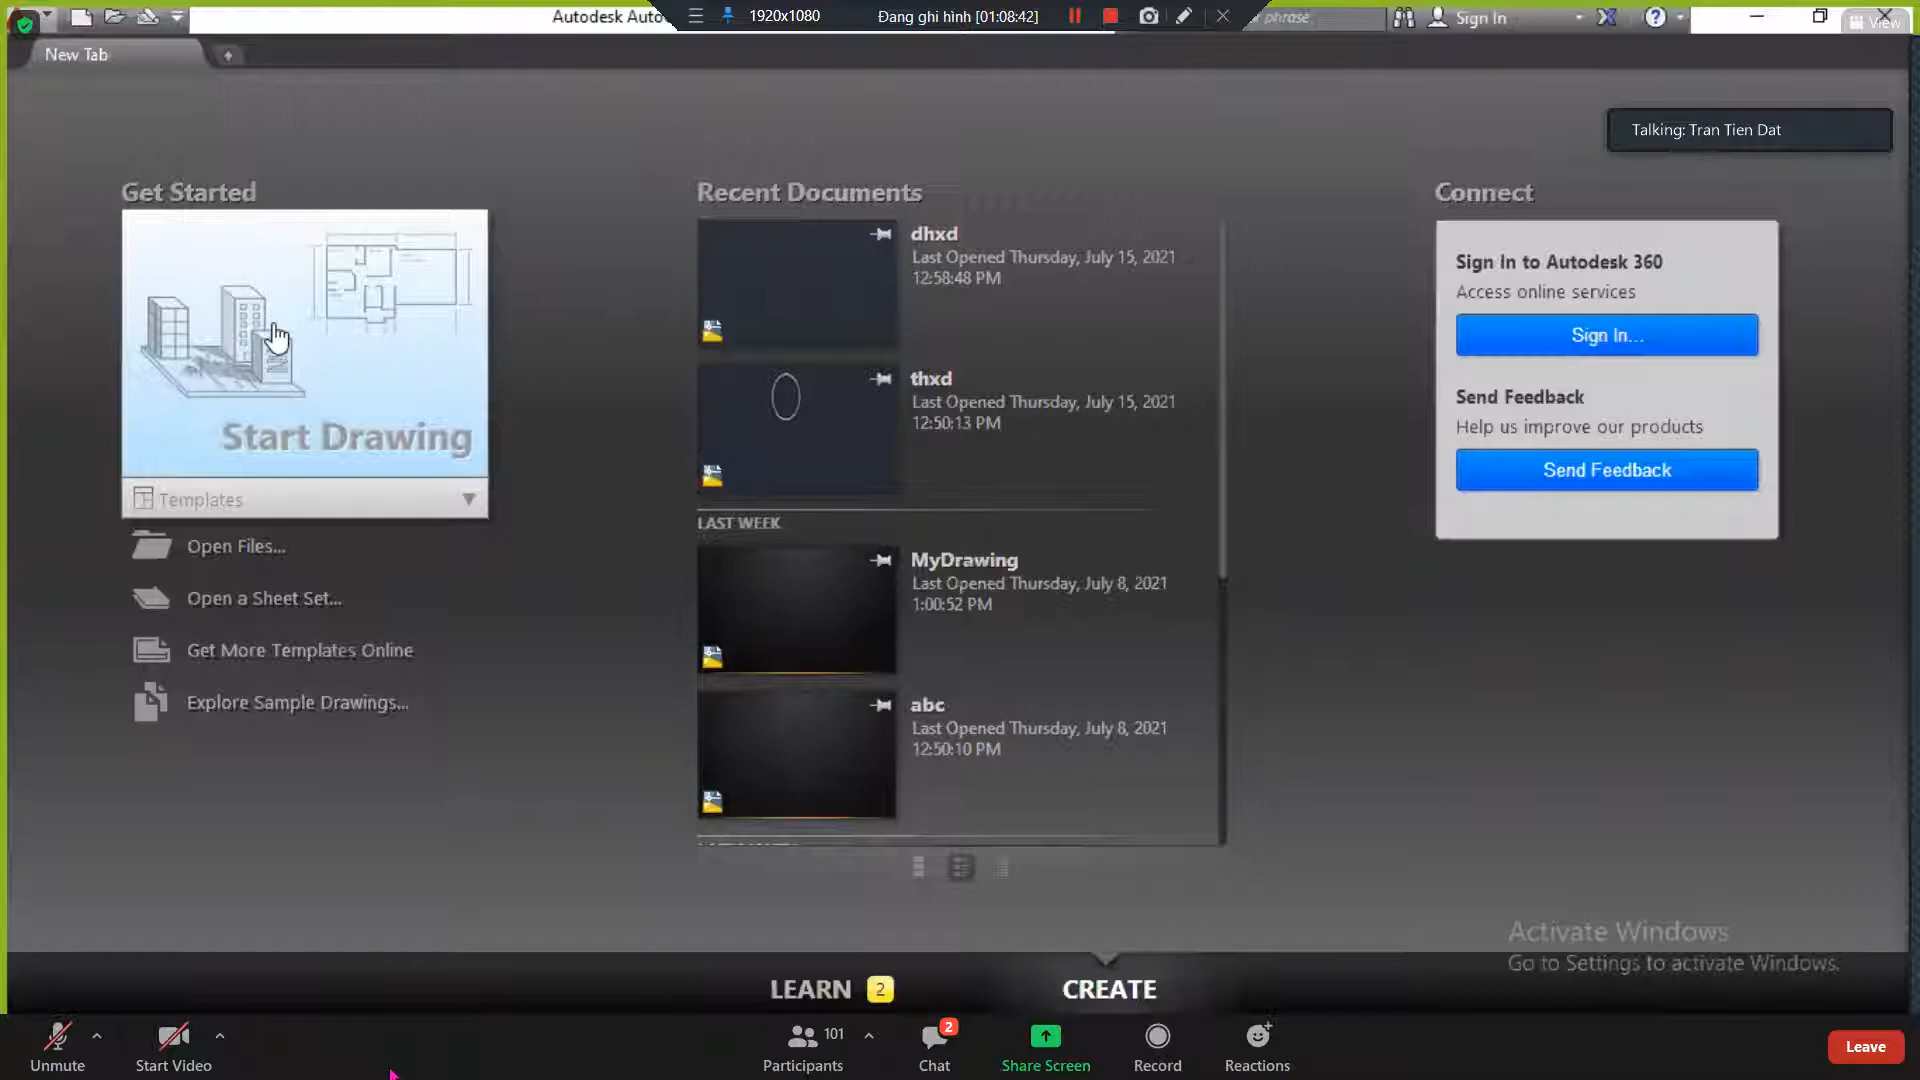 Autodesk Auto
1920x1080
Đang ghi hình [01:08:42]
phrase
Sign In
View
New Tab
Talking: Tran Tien Dat
Get Started
Start Drawing
Templates
Open Files...
Open a Sheet Set...
Get More Templates Online
Explore Sample Drawings...
Recent Documents
dhxd
Last Opened Thursday, July 15, 2021
12:58:48 PM
thxd
Last Opened Thursday, July 15, 2021
12:50:13 PM
LAST WEEK
MyDrawing
Last Opened Thursday, July 8, 2021
1:00:52 PM
abc
Last Opened Thursday, July 8, 2021
12:50:10 PM
Connect
Sign In to Autodesk 360
Access online services
Sign In...
Send Feedback
Help us improve our products
Send Feedback
Activate Windows
Go to Settings to activate Windows.
LEARN 2
CREATE
Unmute
Start Video
101
Participants
2
Chat
Share Screen
Record
Reactions
Leave